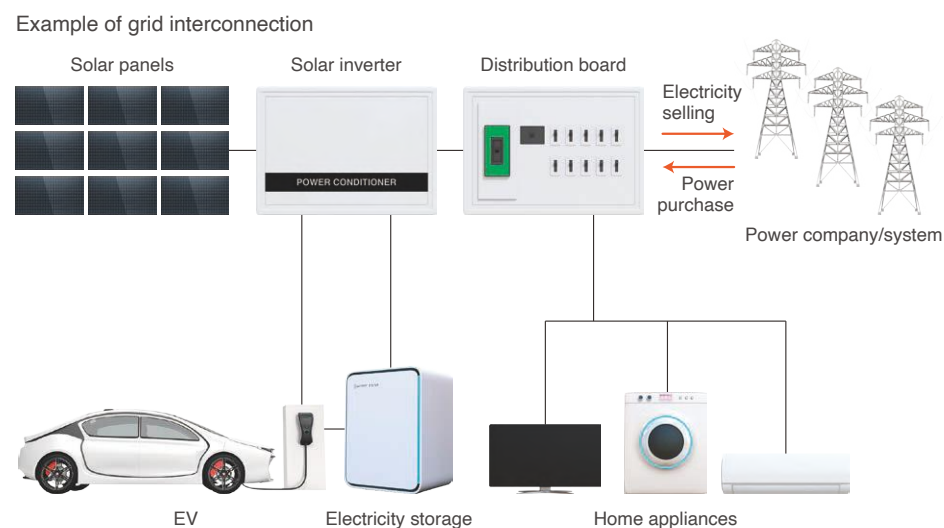 Example of grid interconnection
Solar panels
Solar inverter
Distribution board
Electricity
selling
POWER CONDITIONER
Power
purchase
Power company/system
EV
Electricity storage
Home appliances